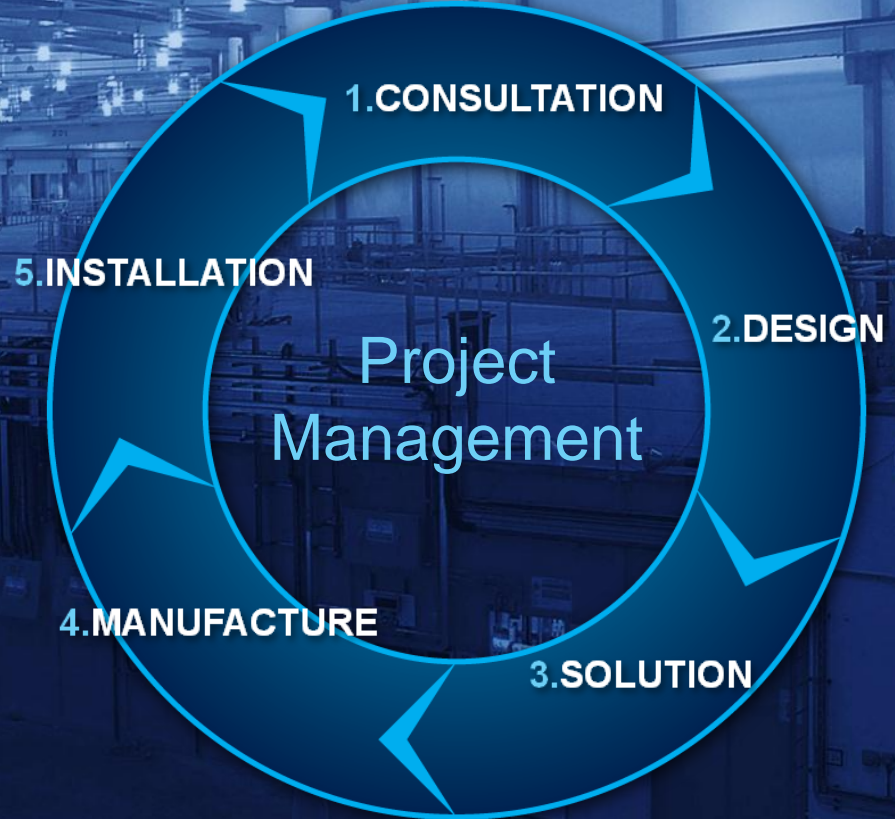 1.CONSULTATION
2.DESIGN
3.SOLUTION
4.MANUFACTURE
5.INSTALLATION
Project
Management